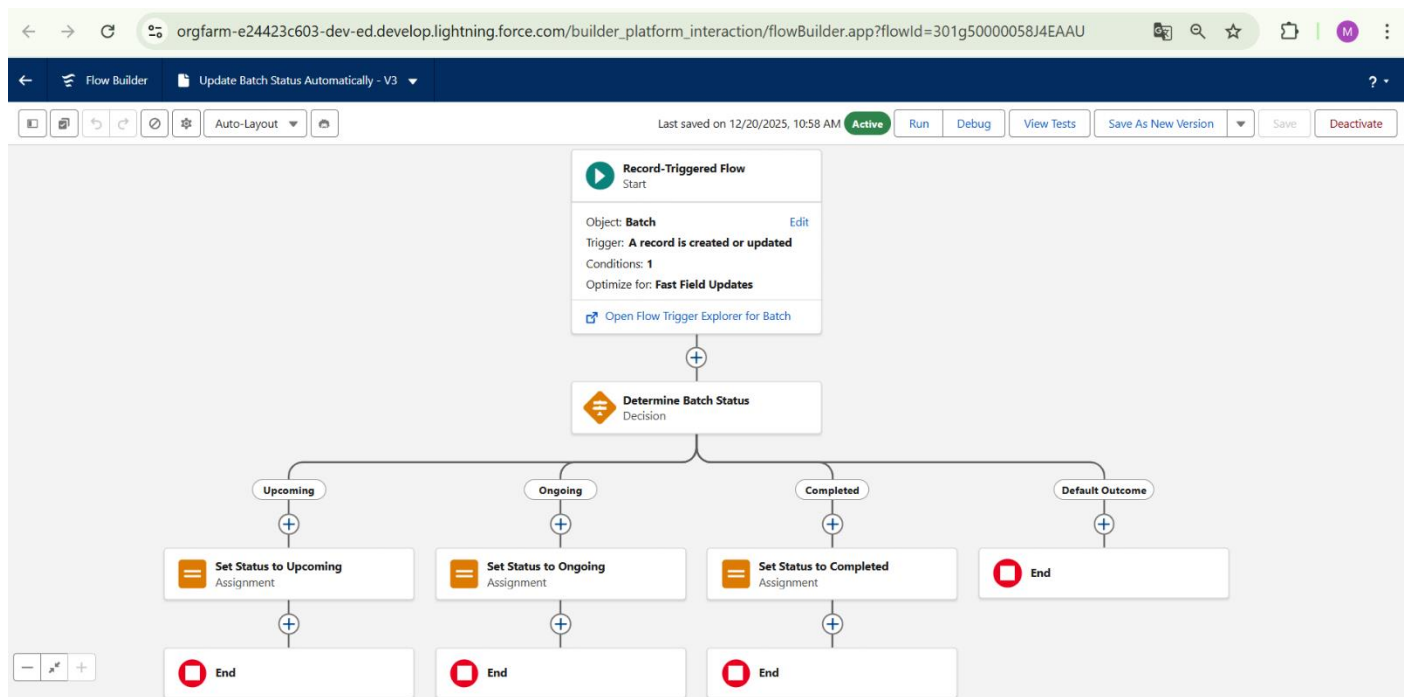 orgfarm-e24423c603-dev-ed.develop.lightning.force.com/builder_platform_interaction/flowBuilder.app?flowId=301g50000058J4EAAU
M
Flow Builder
Update Batch Status Automatically - V3
?
Auto-Layout
Last saved on 12/20/2025, 10:58 AM
Active
Run
Debug
View Tests
Save As New Version
Save
Deactivate
Record-Triggered Flow
Start
Object: Batch
Edit
Trigger: A record is created or updated
Conditions: 1
Optimize for: Fast Field Updates
Open Flow Trigger Explorer for Batch
Determine Batch Status
Decision
Upcoming
Ongoing
Completed
Default Outcome
Set Status to Upcoming
Assignment
Set Status to Ongoing
Assignment
Set Status to Completed
Assignment
End
End
End
End